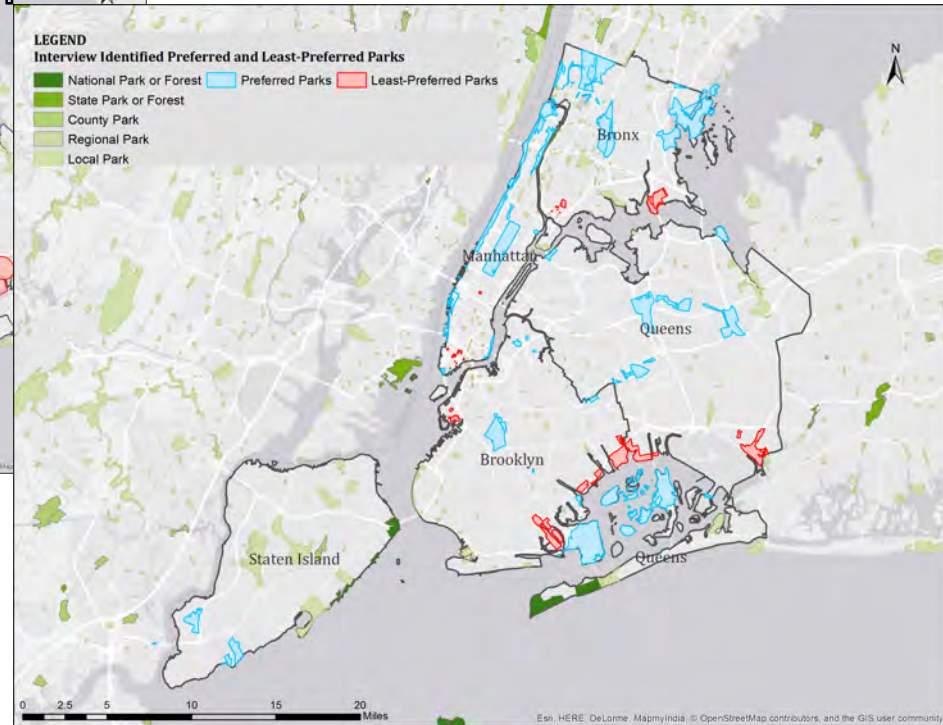 LEGEND
Interview Identified Preferred and Least-Preferred Parks
National Park or Forest Preferred Parks Least-Preferred Parks
State Park or Forest
County Park
Regional Park
Local Park
N
Bronx
Manhattan
Queens
Brooklyn
Staten Island
Queens
0 2.5 5 10 15 20
Miles
Esri, HERE, DeLorme, MapmyIndia, © OpenStreetMap contributors, and the GIS user community